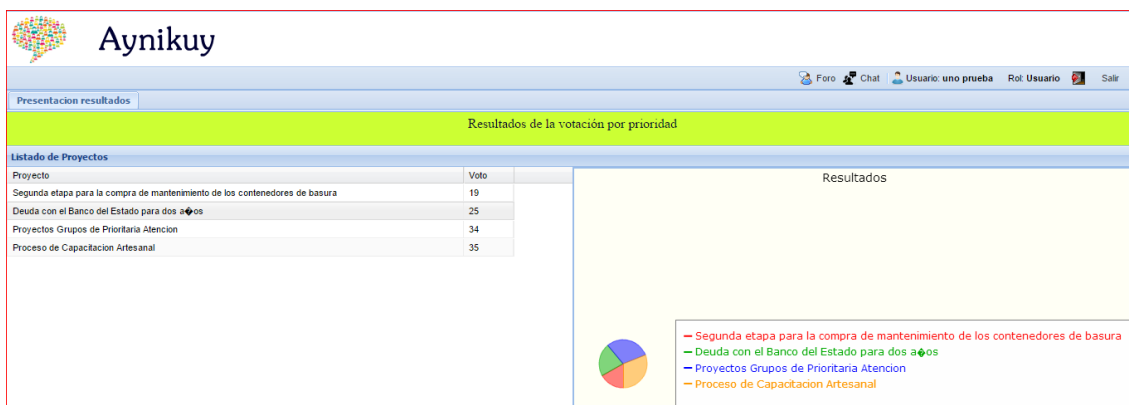 Aynikuy
Foro Chat Usuario: uno prueba Rol: Usuario Salir
Presentacion resultados
Resultados de la votación por prioridad
Listado de Proyectos
Proyecto Voto
Segunda etapa para la compra de mantenimiento de los contenedores de basura 19
Deuda con el Banco del Estado para dos a�os 25
Proyectos Grupos de Prioritaria Atencion 34
Proceso de Capacitacion Artesanal 35
Resultados
Segunda etapa para la compra de mantenimiento de los contenedores de basura
Deuda con el Banco del Estado para dos a�os
Proyectos Grupos de Prioritaria Atencion
Proceso de Capacitacion Artesanal